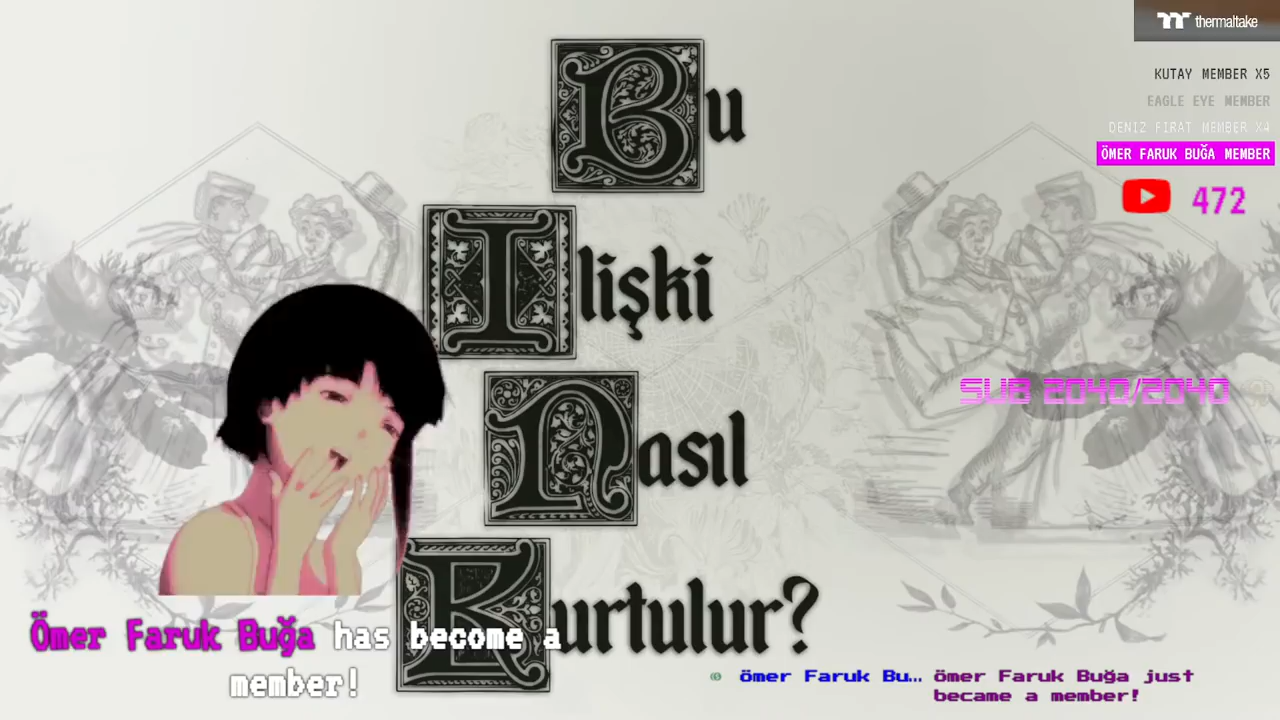 thermaltake
KUTAY MEMBER X5
EAGLE EYE MEMBER
DENIZ FIRAT MEMBER X4
ÖMER FARUK BUĞA MEMBER
472
Bu
Ilişki
Nasıl
Kurtulur?
SUB 2040/2040
Ömer Faruk Buğa has become a
member!
ömer Faruk Bu… ömer Faruk Buğa just
became a member!